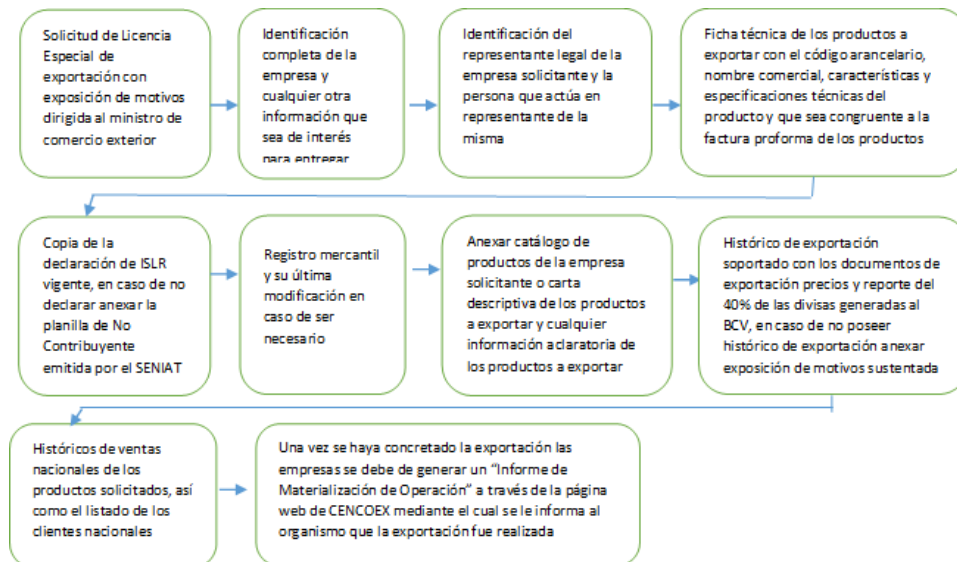 Solicitud de Licencia
Especial de
exportación con
exposición de motivos
dirigida al ministro de
comercio exterior
Identificación
completa de la
empresa y
cualquier otra
información que
sea de interés
para entregar
Identificación del
representante legal de la
empresa solicitante y la
persona que actúa en
representante de la
misma
Ficha técnica de los productos a
exportar con el código arancelario,
nombre comercial, características y
especificaciones técnicas del
producto y que sea congruente a la
factura proforma de los productos
Copia de la
declaración de ISLR
vigente, en caso de no
declarar anexar la
planilla de No
Contribuyente
emitida por el SENIAT
Registro mercantil
y su última
modificación en
caso de ser
necesario
Anexar catálogo de
productos de la empresa
solicitante o carta
descriptiva de los productos
a exportar y cualquier
información aclaratoria de
los productos a exportar
Histórico de exportación
soportado con los documentos de
exportación precios y reporte del
40% de las divisas generadas al
BCV, en caso de no poseer
histórico de exportación anexar
exposición de motivos sustentada
Históricos de ventas
nacionales de los
productos solicitados, así
como el listado de los
clientes nacionales
Una vez se haya concretado la exportación las
empresas se debe de generar un “Informe de
Materialización de Operación” a través de la página
web de CENCOEX mediante el cual se le informa al
organismo que la exportación fue realizada